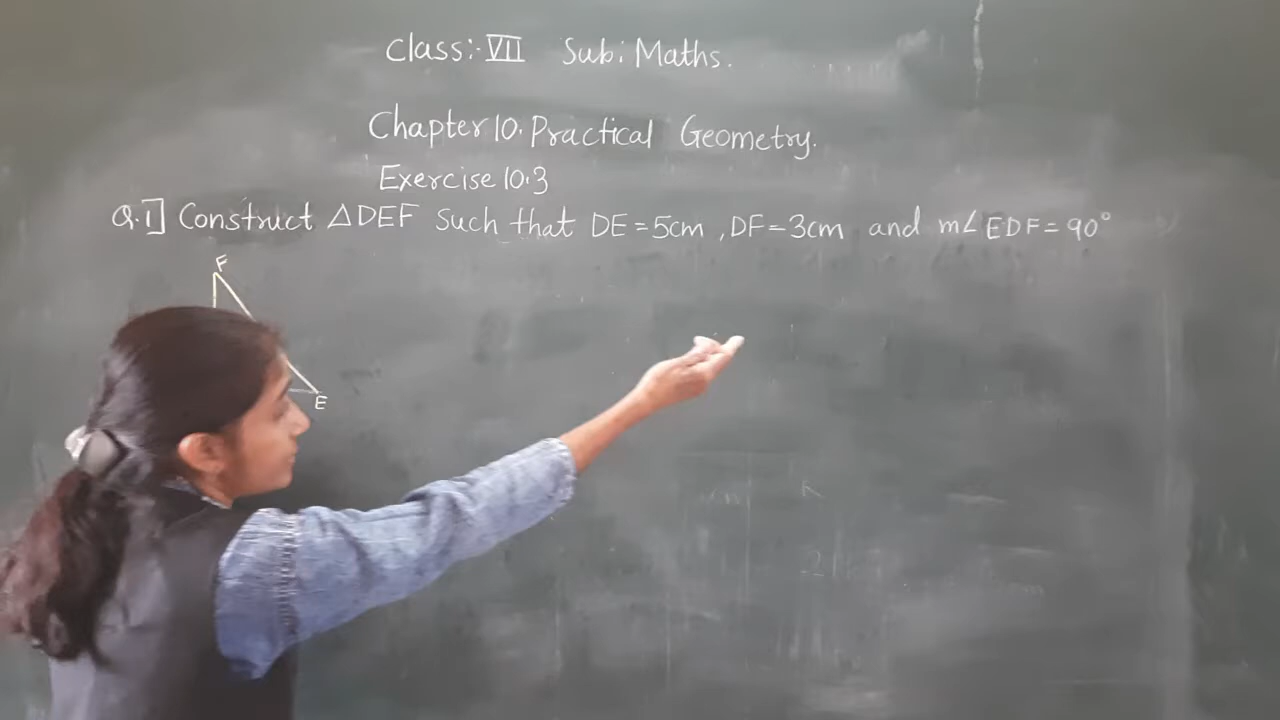 Class:- VII Sub: Maths.
Chapter 10. Practical Geometry.
Exercise 10.3
Q.1] Construct △DEF such that DE = 5cm , DF = 3cm and m∠EDF = 90°
F
E